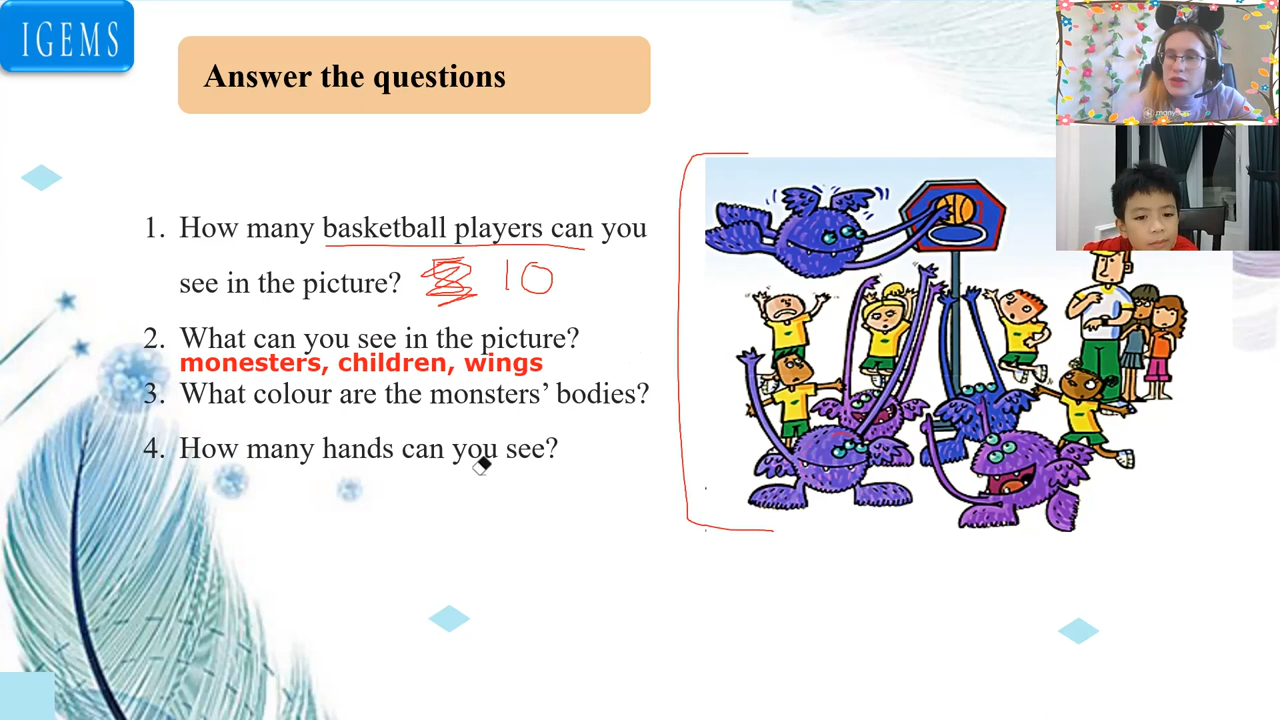 IGEMS
Answer the questions
1. How many basketball players can you
see in the picture? 10
2. What can you see in the picture?
monesters, children, wings
3. What colour are the monsters’ bodies?
4. How many hands can you see?